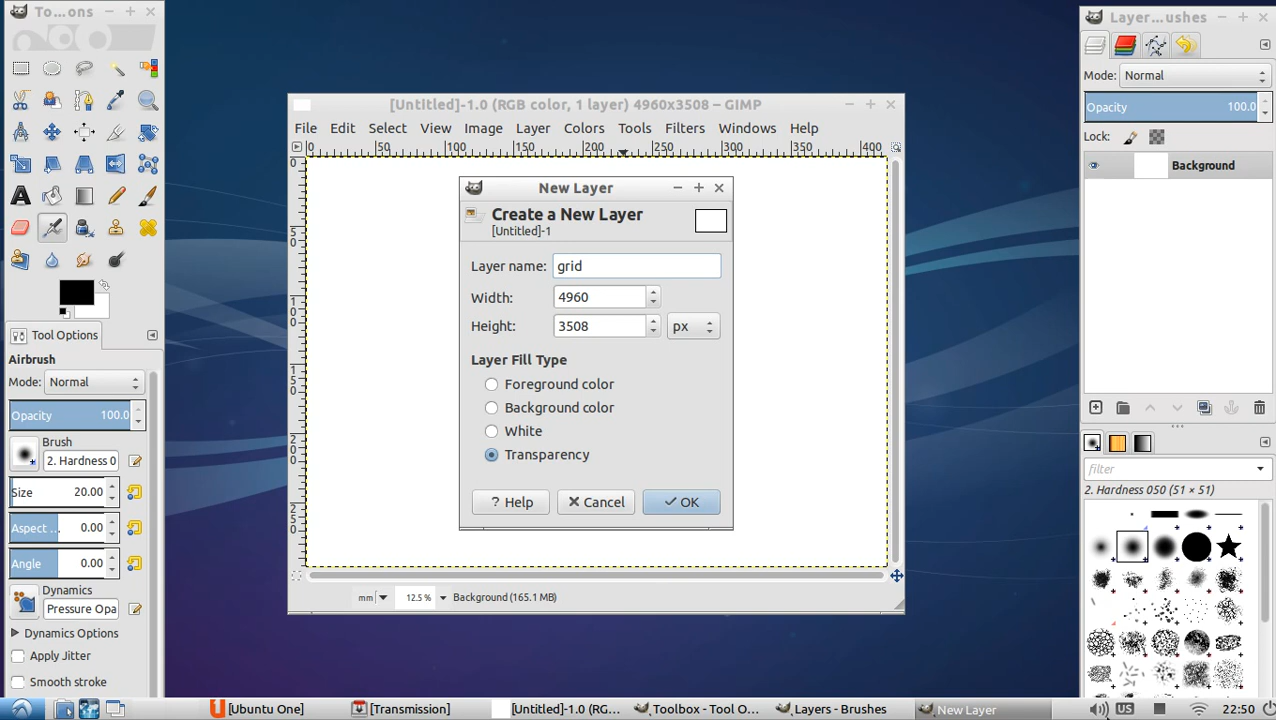 To...ons
Layer...ushes
Mode: Normal
Opacity 100.0
Lock:
Background
[Untitled]-1.0 (RGB color, 1 layer) 4960x3508 – GIMP
File Edit Select View Image Layer Colors Tools Filters Windows Help
0 50 100 150 200 250 300 350 400
0
50
100
150
200
250
New Layer
Create a New Layer
[Untitled]-1
Layer name: grid
Width: 4960
Height: 3508 px
Layer Fill Type
Foreground color
Background color
White
Transparency
? Help Cancel OK
mm 12.5 % Background (165.1 MB)
Tool Options
Airbrush
Mode: Normal
Opacity 100.0
Brush
2. Hardness 0
Size 20.00
Aspect ... 0.00
Angle 0.00
Dynamics
Pressure Opa
Dynamics Options
Apply Jitter
Smooth stroke
filter
2. Hardness 050 (51 × 51)
[Ubuntu One] [Transmission] [Untitled]-1.0 (RG... Toolbox - Tool O... Layers - Brushes New Layer US 22:50